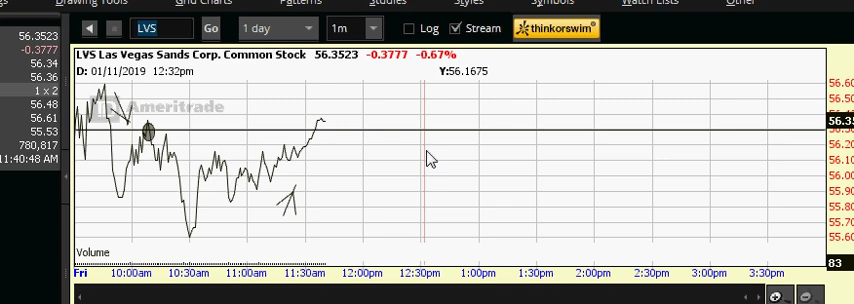 Drawing Tools Grid Charts Patterns Studies Styles Symbols Watch Lists Other
LVS Go 1 day 1m Log Stream thinkorswim
LVS Las Vegas Sands Corp. Common Stock 56.3523 -0.3777 -0.67%
D: 01/11/2019 12:32pm Y:56.1675
Ameritrade
56.3523
-0.3777
56.34
56.36
1 x 2
56.48
56.61
55.53
780,817
11:40:48 AM
56.60
56.50
56.40
56.35
56.20
56.10
56.00
55.90
55.80
55.70
55.60
Volume
83
Fri 10:00am 10:30am 11:00am 11:30am 12:00pm 12:30pm 1:00pm 1:30pm 2:00pm 2:30pm 3:00pm 3:30pm